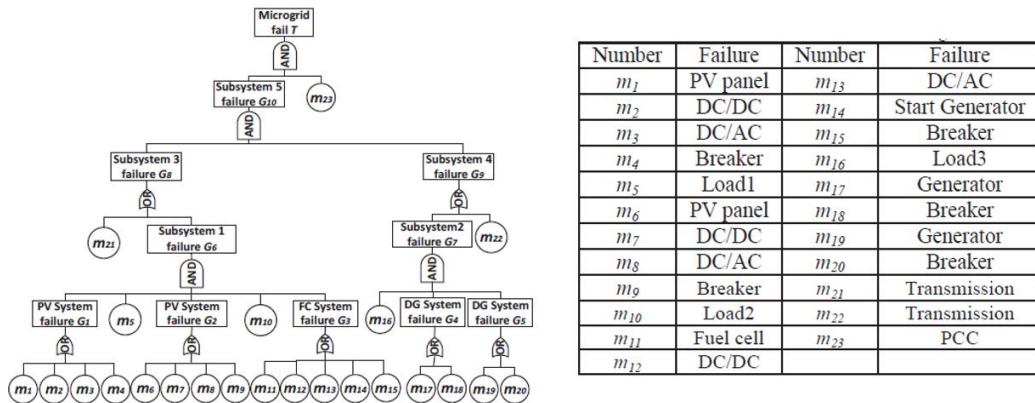 Microgrid
fail T
AND
Subsystem 5
failure G10
m23
AND
Subsystem 3
failure G8
Subsystem 4
failure G9
OR
OR
m21
Subsystem 1
failure G6
Subsystem2
failure G7
m22
AND
AND
PV System
failure G1
m5
PV System
failure G2
m10
FC System
failure G3
m16
DG System
failure G4
DG System
failure G5
OR
OR
OR
OR
OR
m1 m2 m3 m4 m6 m7 m8 m9 m11 m12 m13 m14 m15 m17 m18 m19 m20
Number Failure Number Failure
m1 PV panel m13 DC/AC
m2 DC/DC m14 Start Generator
m3 DC/AC m15 Breaker
m4 Breaker m16 Load3
m5 Load1 m17 Generator
m6 PV panel m18 Breaker
m7 DC/DC m19 Generator
m8 DC/AC m20 Breaker
m9 Breaker m21 Transmission
m10 Load2 m22 Transmission
m11 Fuel cell m23 PCC
m12 DC/DC